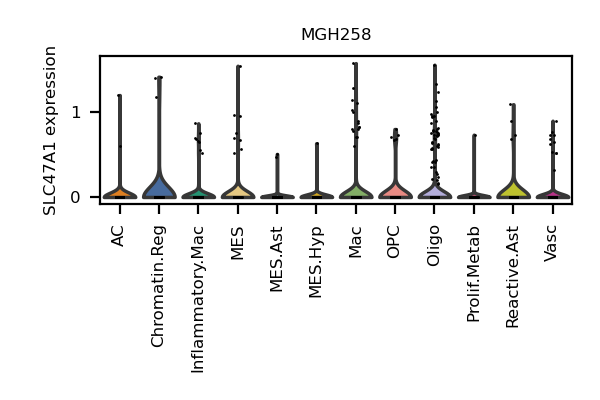 MGH258
SLC47A1 expression
1
0
AC
Chromatin.Reg
Inflammatory.Mac
MES
MES.Ast
MES.Hyp
Mac
OPC
Oligo
Prolif.Metab
Reactive.Ast
Vasc